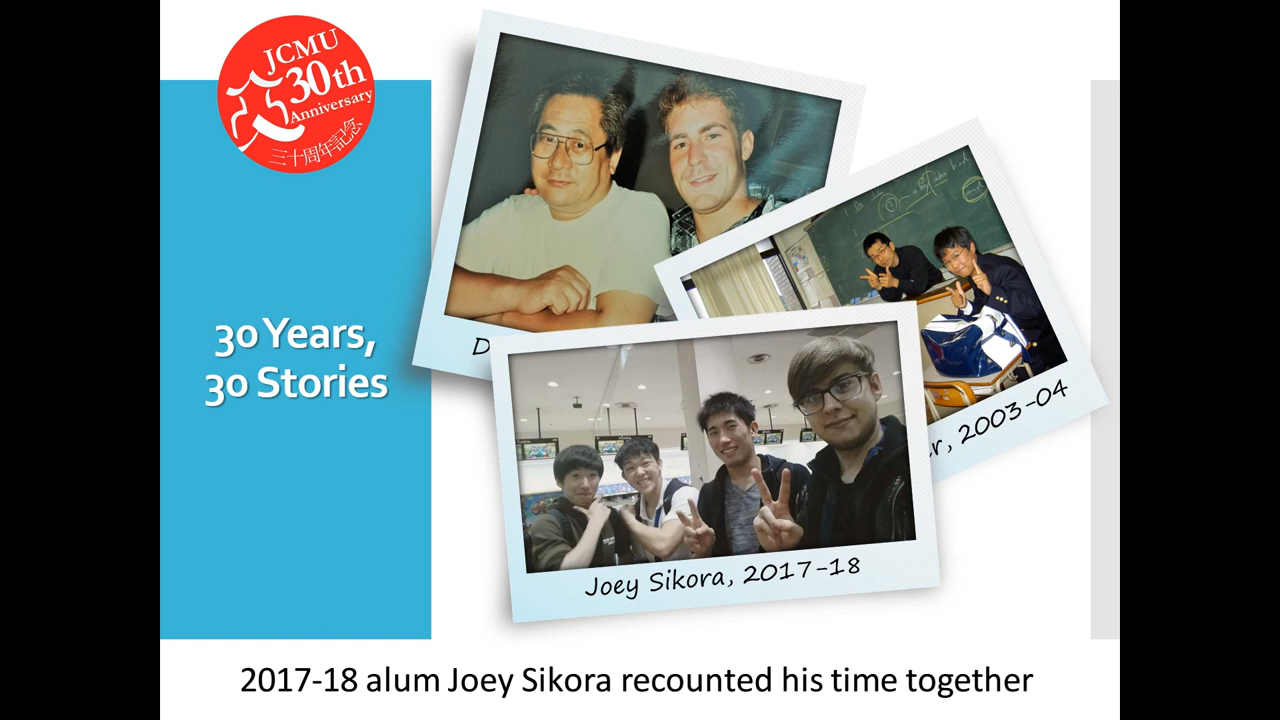 JCMU
30th
Anniversary
三十周年記念
30 Years,
30 Stories
r, 2003-04
Joey Sikora, 2017-18
2017-18 alum Joey Sikora recounted his time together